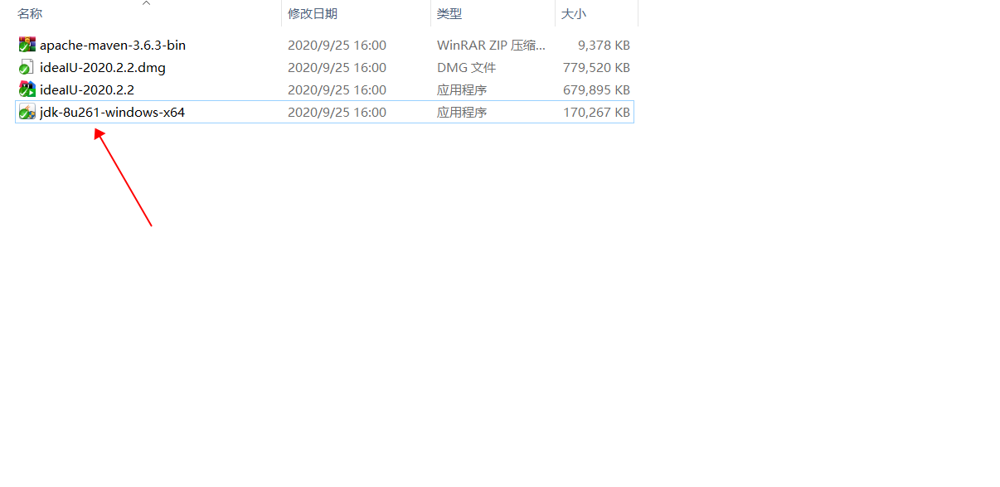 名称 修改日期 类型 大小
apache-maven-3.6.3-bin 2020/9/25 16:00 WinRAR ZIP 压缩... 9,378 KB
ideaIU-2020.2.2.dmg 2020/9/25 16:00 DMG 文件 779,520 KB
ideaIU-2020.2.2 2020/9/25 16:00 应用程序 679,895 KB
jdk-8u261-windows-x64 2020/9/25 16:00 应用程序 170,267 KB